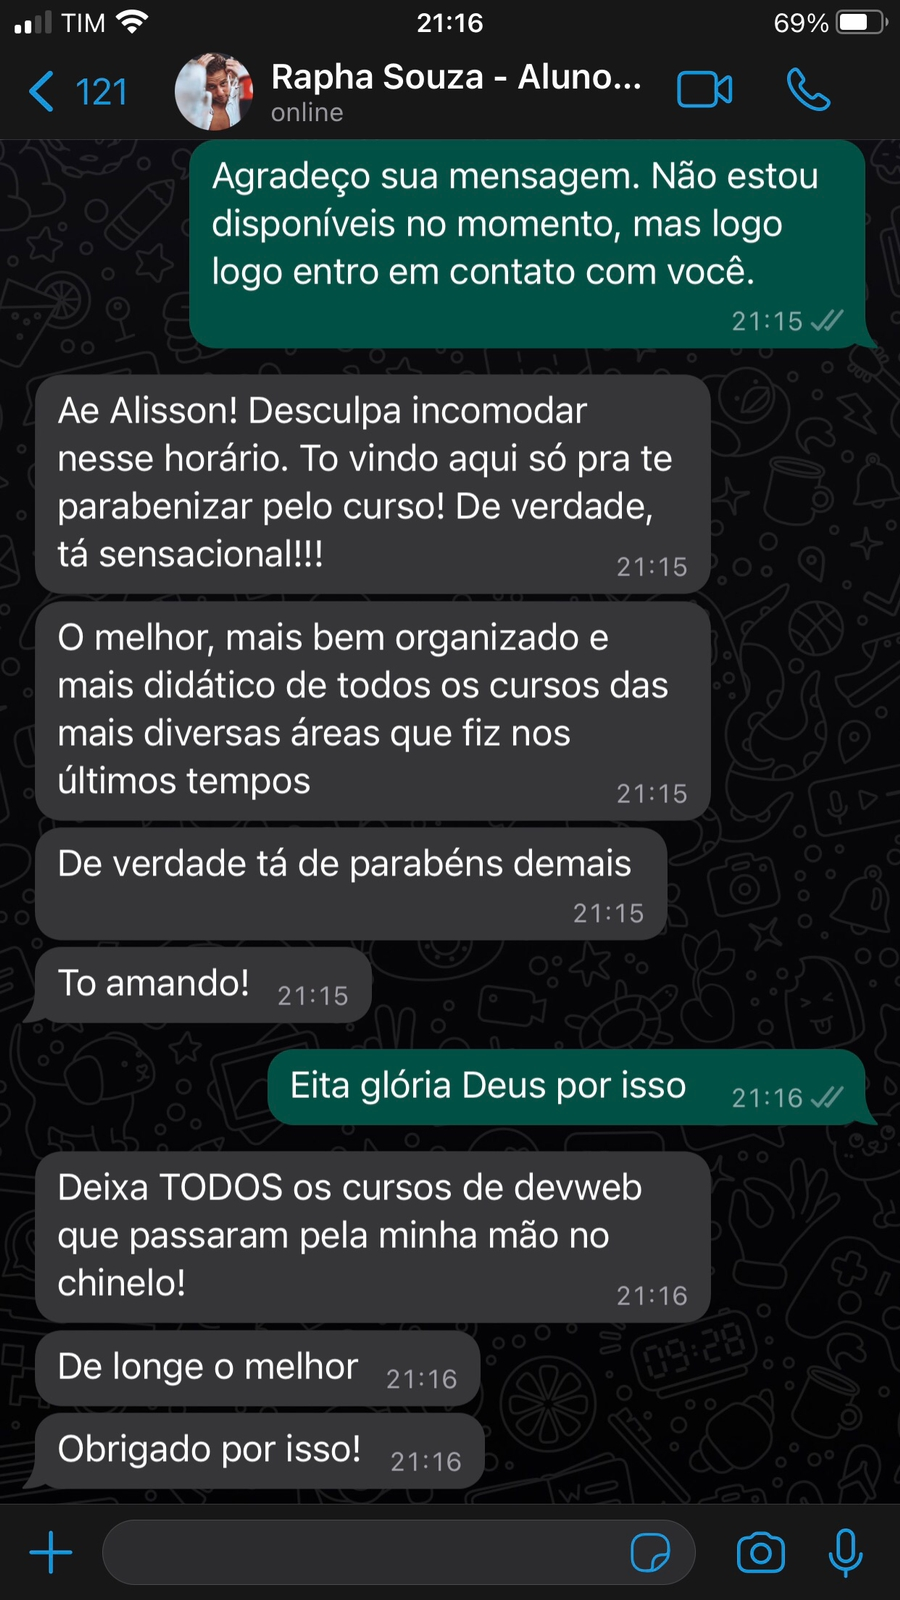 TIM 21:16 69%
121 Rapha Souza - Aluno...
online
Agradeço sua mensagem. Não estou
disponíveis no momento, mas logo
logo entro em contato com você.
21:15
Ae Alisson! Desculpa incomodar
nesse horário. To vindo aqui só pra te
parabenizar pelo curso! De verdade,
tá sensacional!!! 21:15
O melhor, mais bem organizado e
mais didático de todos os cursos das
mais diversas áreas que fiz nos
últimos tempos 21:15
De verdade tá de parabéns demais
21:15
To amando! 21:15
Eita glória Deus por isso 21:16
Deixa TODOS os cursos de devweb
que passaram pela minha mão no
chinelo! 21:16
09:28
De longe o melhor 21:16
Obrigado por isso! 21:16